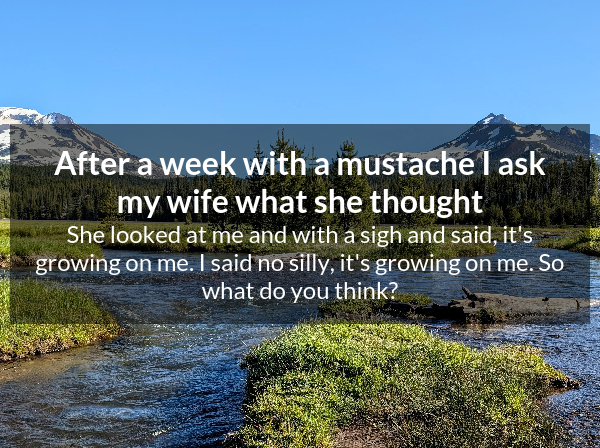 After a week with a mustache I ask
my wife what she thought
She looked at me and with a sigh and said, it's
growing on me. I said no silly, it's growing on me. So
what do you think?